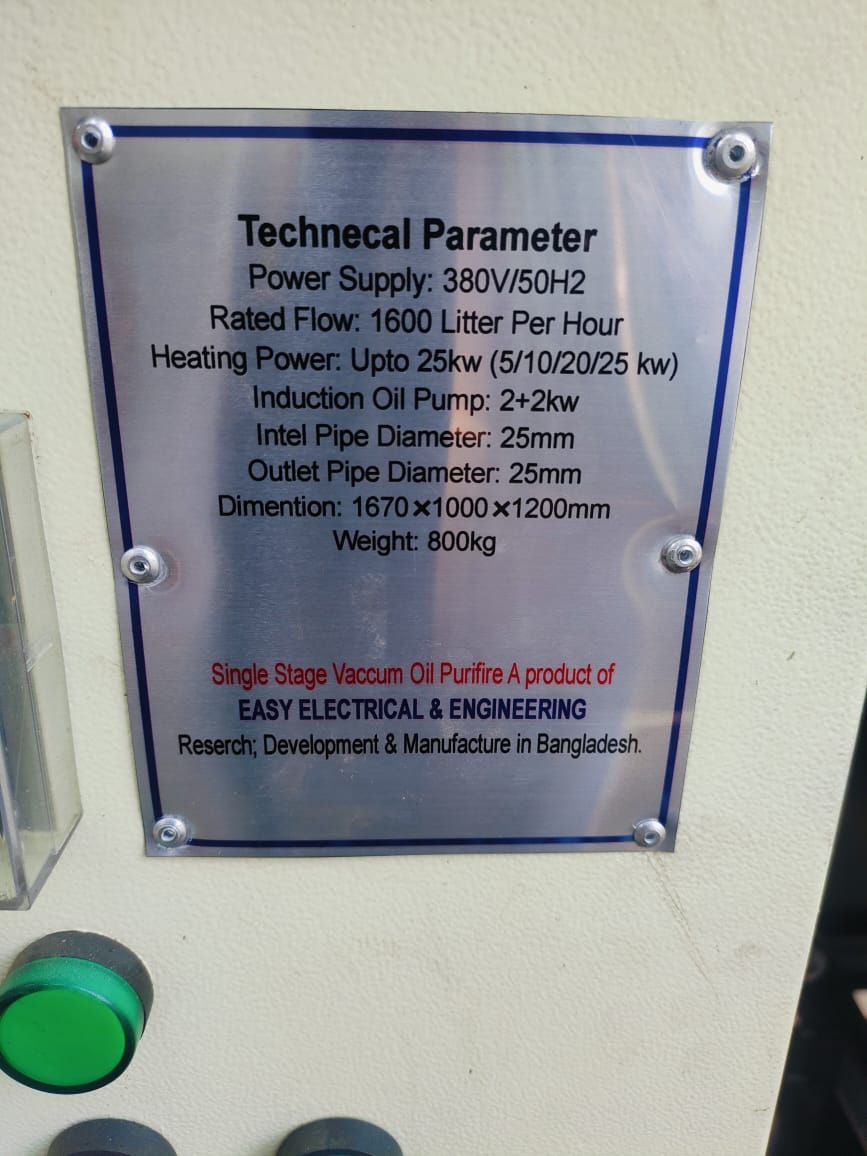 Technecal Parameter
Power Supply: 380V/50H2
Rated Flow: 1600 Litter Per Hour
Heating Power: Upto 25kw (5/10/20/25 kw)
Induction Oil Pump: 2+2kw
Intel Pipe Diameter: 25mm
Outlet Pipe Diameter: 25mm
Dimention: 1670×1000×1200mm
Weight: 800kg
Single Stage Vaccum Oil Purifire A product of
EASY ELECTRICAL & ENGINEERING
Reserch; Development & Manufacture in Bangladesh.